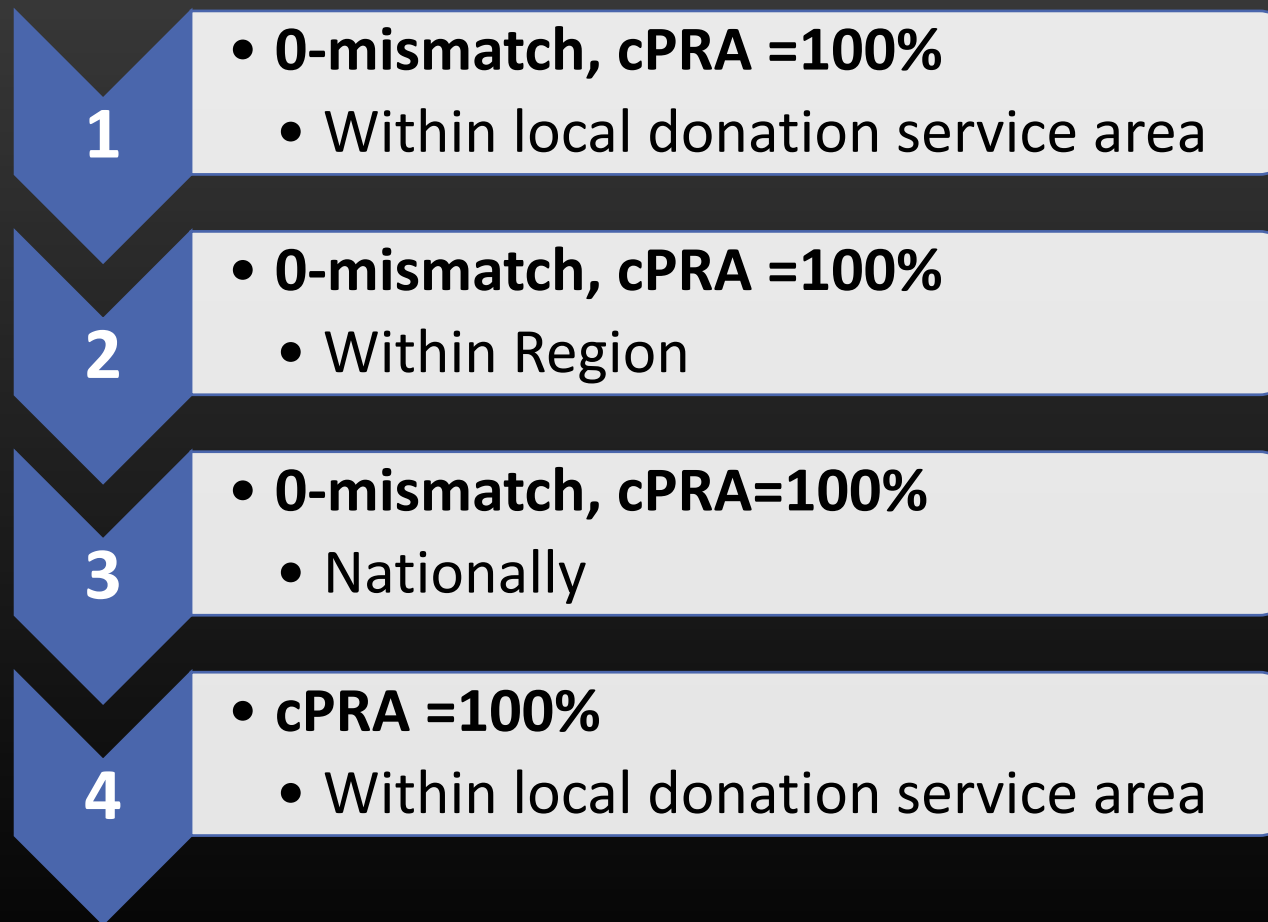 1
• 0-mismatch, cPRA =100%
• Within local donation service area
2
• 0-mismatch, cPRA =100%
• Within Region
3
• 0-mismatch, cPRA=100%
• Nationally
4
• cPRA =100%
• Within local donation service area